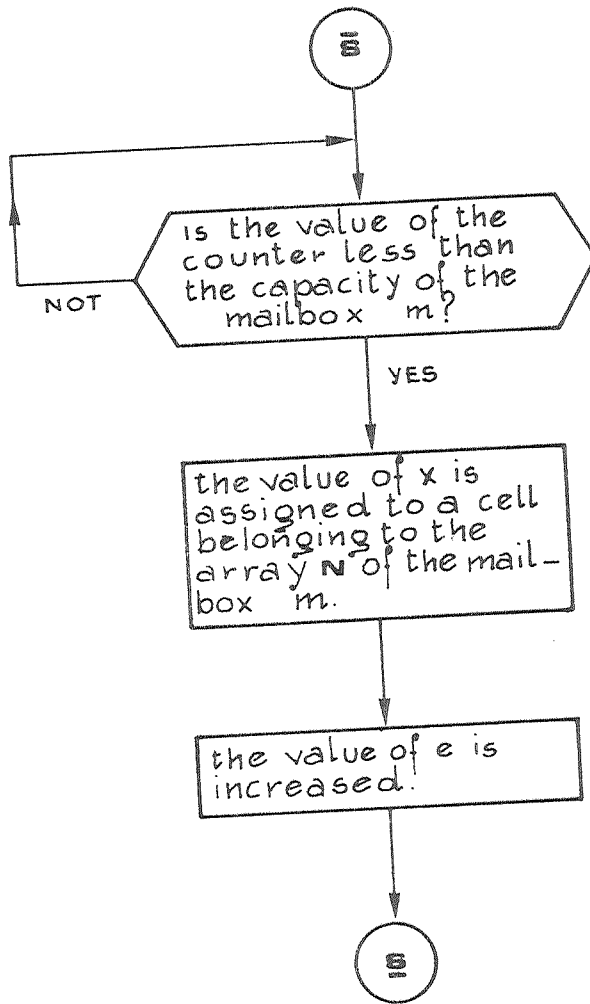 s̄
is the value of the
counter less than
the capacity of the
mailbox m?
NOT
YES
the value of x is
assigned to a cell
belonging to the
array N of the mail-
box m.
the value of e is
increased.
s̲